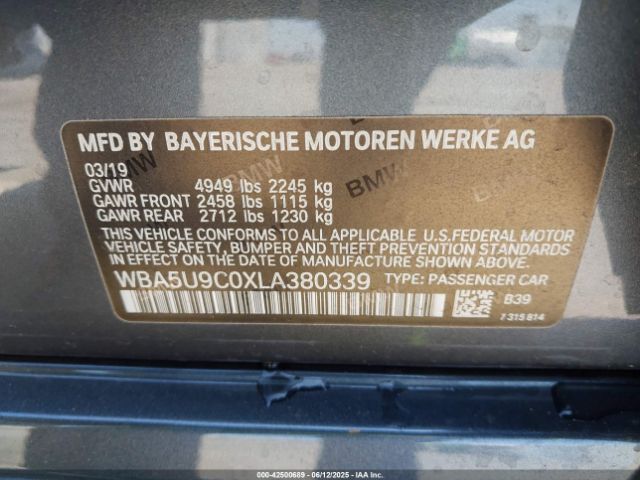 MFD BY BAYERISCHE MOTOREN WERKE AG
03/19
GVWR 4949 lbs 2245 kg
GAWR FRONT 2458 lbs 1115 kg
GAWR REAR 2712 lbs 1230 kg
THIS VEHICLE CONFORMS TO ALL APPLICABLE U.S.FEDERAL MOTOR
VEHICLE SAFETY, BUMPER AND THEFT PREVENTION STANDARDS
IN EFFECT ON THE DATE OF MANUFACTURE SHOWN ABOVE.
WBA5U9C0XLA380339 TYPE: PASSENGER CAR
B39
7 315 814
BMW
BMW
000-42500689 - 06/12/2025 - IAA Inc.